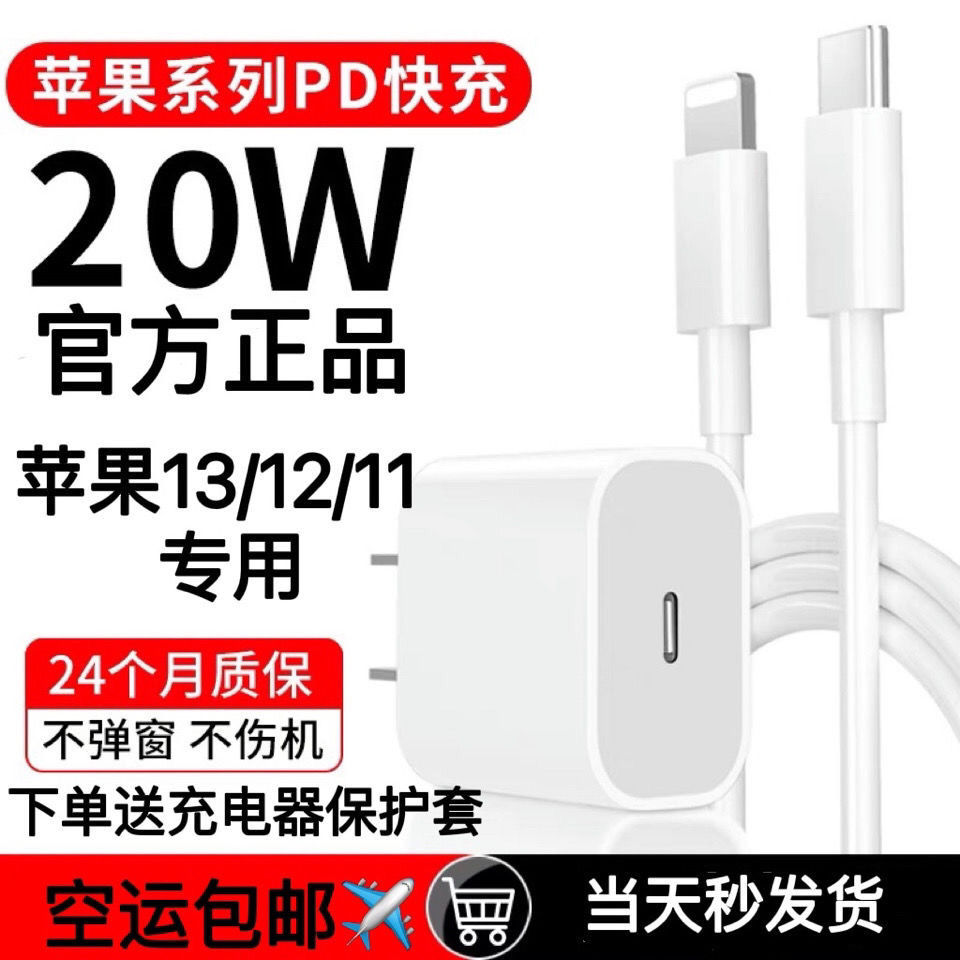 苹果系列PD快充
20W
官方正品
苹果13/12/11
专用
24个月质保
不弹窗 不伤机
下单送充电器保护套
空运包邮
当天秒发货